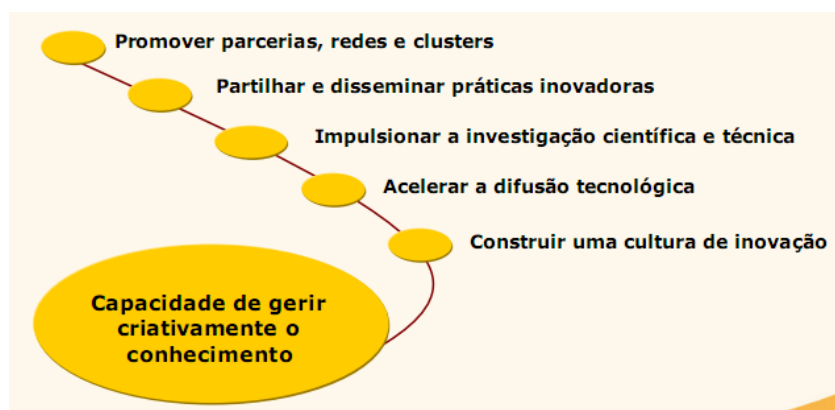 Promover parcerias, redes e clusters
Partilhar e disseminar práticas inovadoras
Impulsionar a investigação científica e técnica
Acelerar a difusão tecnológica
Construir uma cultura de inovação
Capacidade de gerir
criativamente o
conhecimento